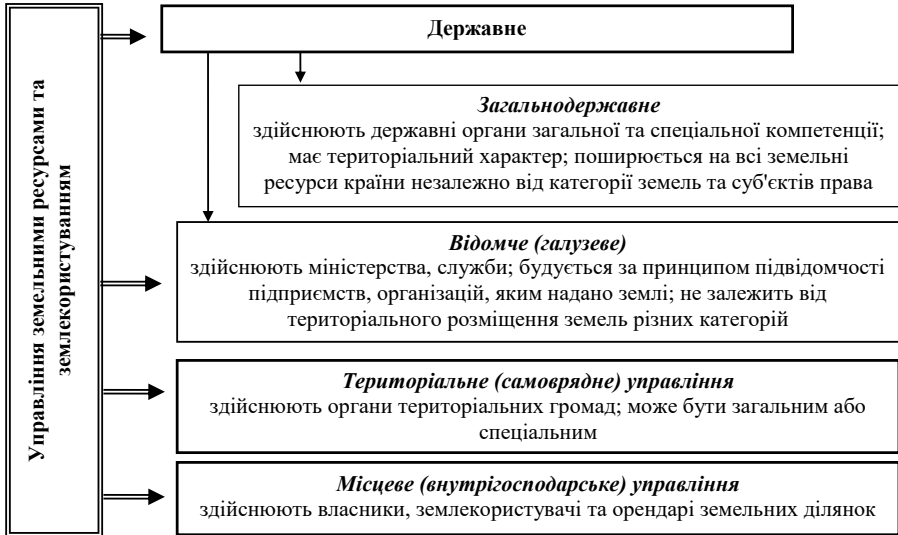 Управління земельними ресурсами та
землекористуванням
Державне
Загальнодержавне
здійснюють державні органи загальної та спеціальної компетенції;
має територіальний характер; поширюється на всі земельні
ресурси країни незалежно від категорії земель та суб'єктів права
Відомче (галузеве)
здійснюють міністерства, служби; будується за принципом підвідомчості
підприємств, організацій, яким надано землі; не залежить від
територіального розміщення земель різних категорій
Територіальне (самоврядне) управління
здійснюють органи територіальних громад; може бути загальним або
спеціальним
Місцеве (внутрігосподарське) управління
здійснюють власники, землекористувачі та орендарі земельних ділянок